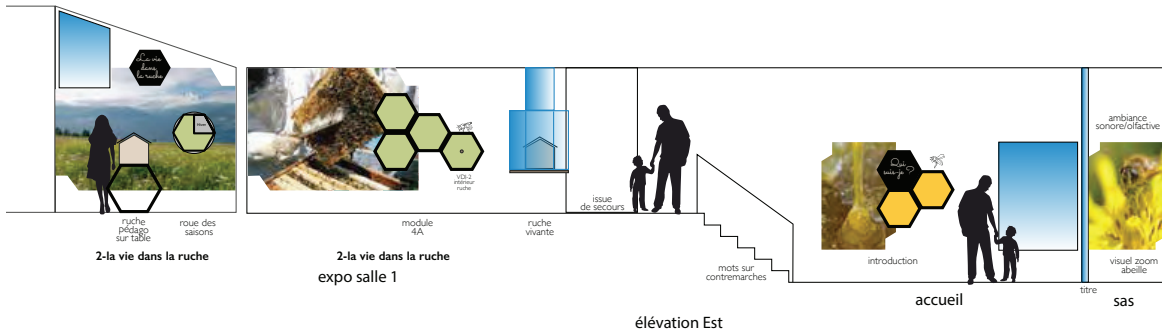 La vie
dans
la ruche
ruche
pédago
sur table
roue des
saisons
2-la vie dans la ruche
VDI-2
intérieur
ruche
module
4A
ruche
vivante
2-la vie dans la ruche
expo salle 1
issue
de secours
mots sur
contremarches
élévation Est
Qui
suis-je ?
introduction
accueil
titre
ambiance
sonore/olfactive
visuel zoom
abeille
sas